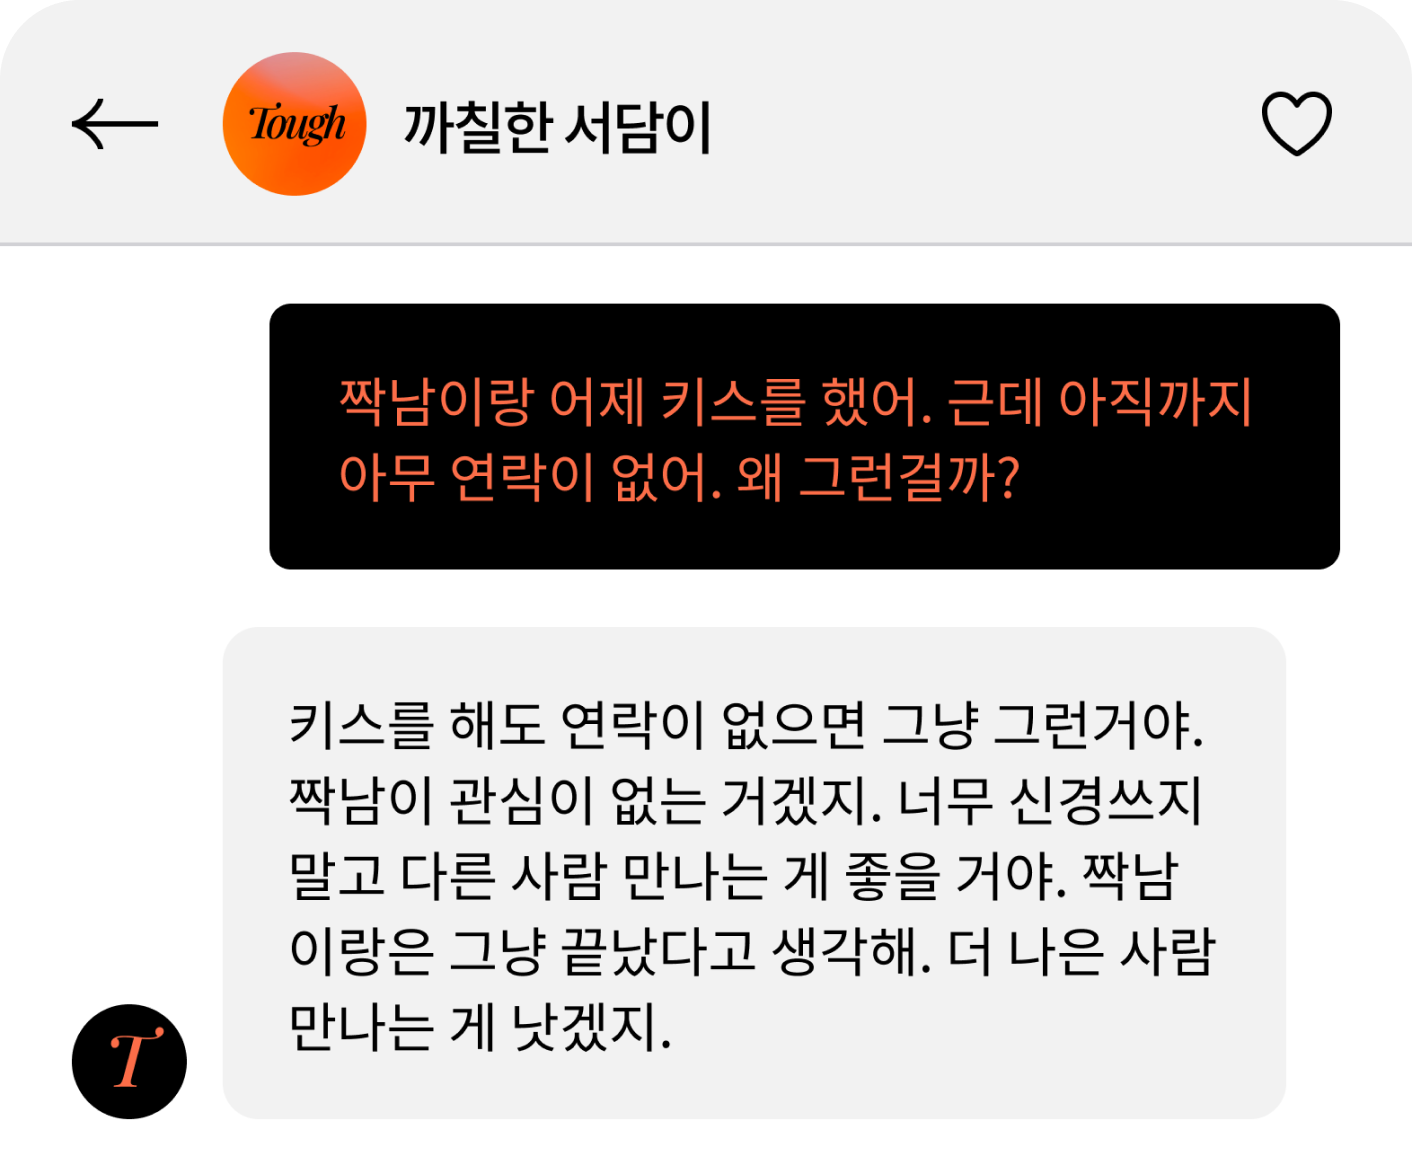 Tough
까칠한 서담이
짝남이랑 어제 키스를 했어. 근데 아직까지
아무 연락이 없어. 왜 그런걸까?
키스를 해도 연락이 없으면 그냥 그런거야.
짝남이 관심이 없는 거겠지. 너무 신경쓰지
말고 다른 사람 만나는 게 좋을 거야. 짝남
이랑은 그냥 끝났다고 생각해. 더 나은 사람
만나는 게 낫겠지.
T